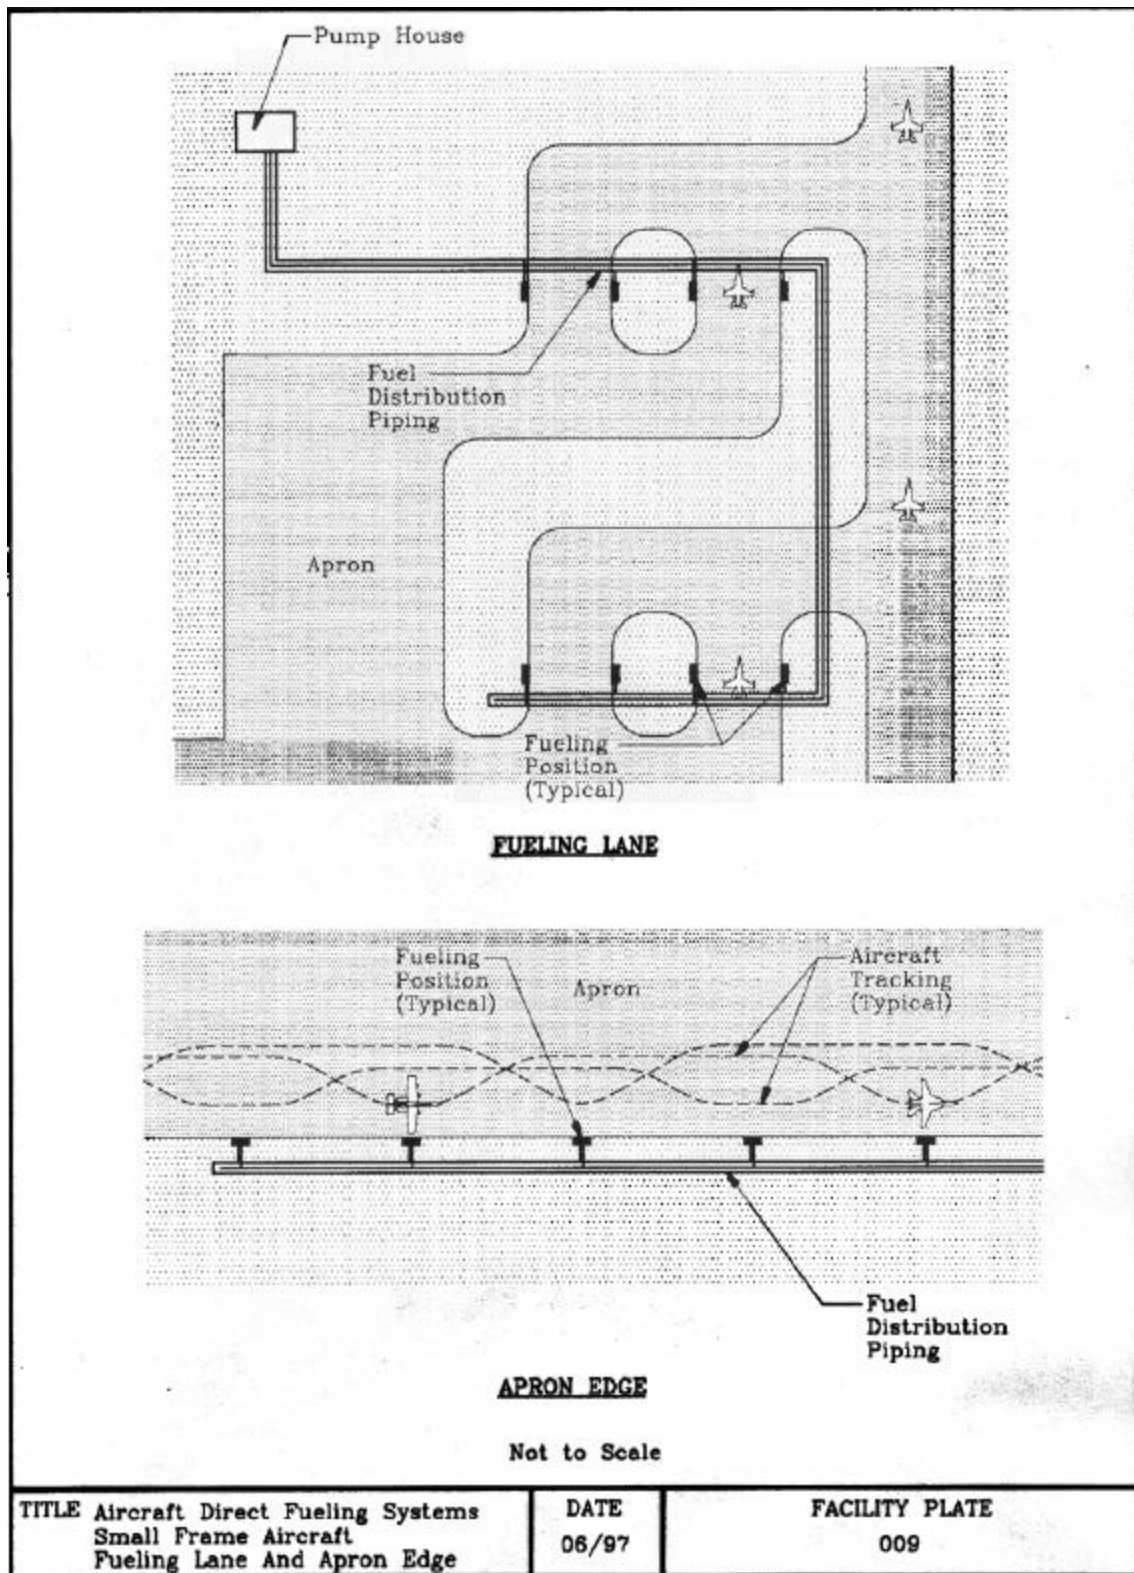 Pump House
Fuel
Distribution
Piping
Apron
Fueling
Position
(Typical)
FUELING LANE
Fueling
Position
(Typical)
Apron
Aircraft
Tracking
(Typical)
Fuel
Distribution
Piping
APRON EDGE
Not to Scale
TITLE Aircraft Direct Fueling Systems
Small Frame Aircraft
Fueling Lane And Apron Edge
DATE
06/97
FACILITY PLATE
009